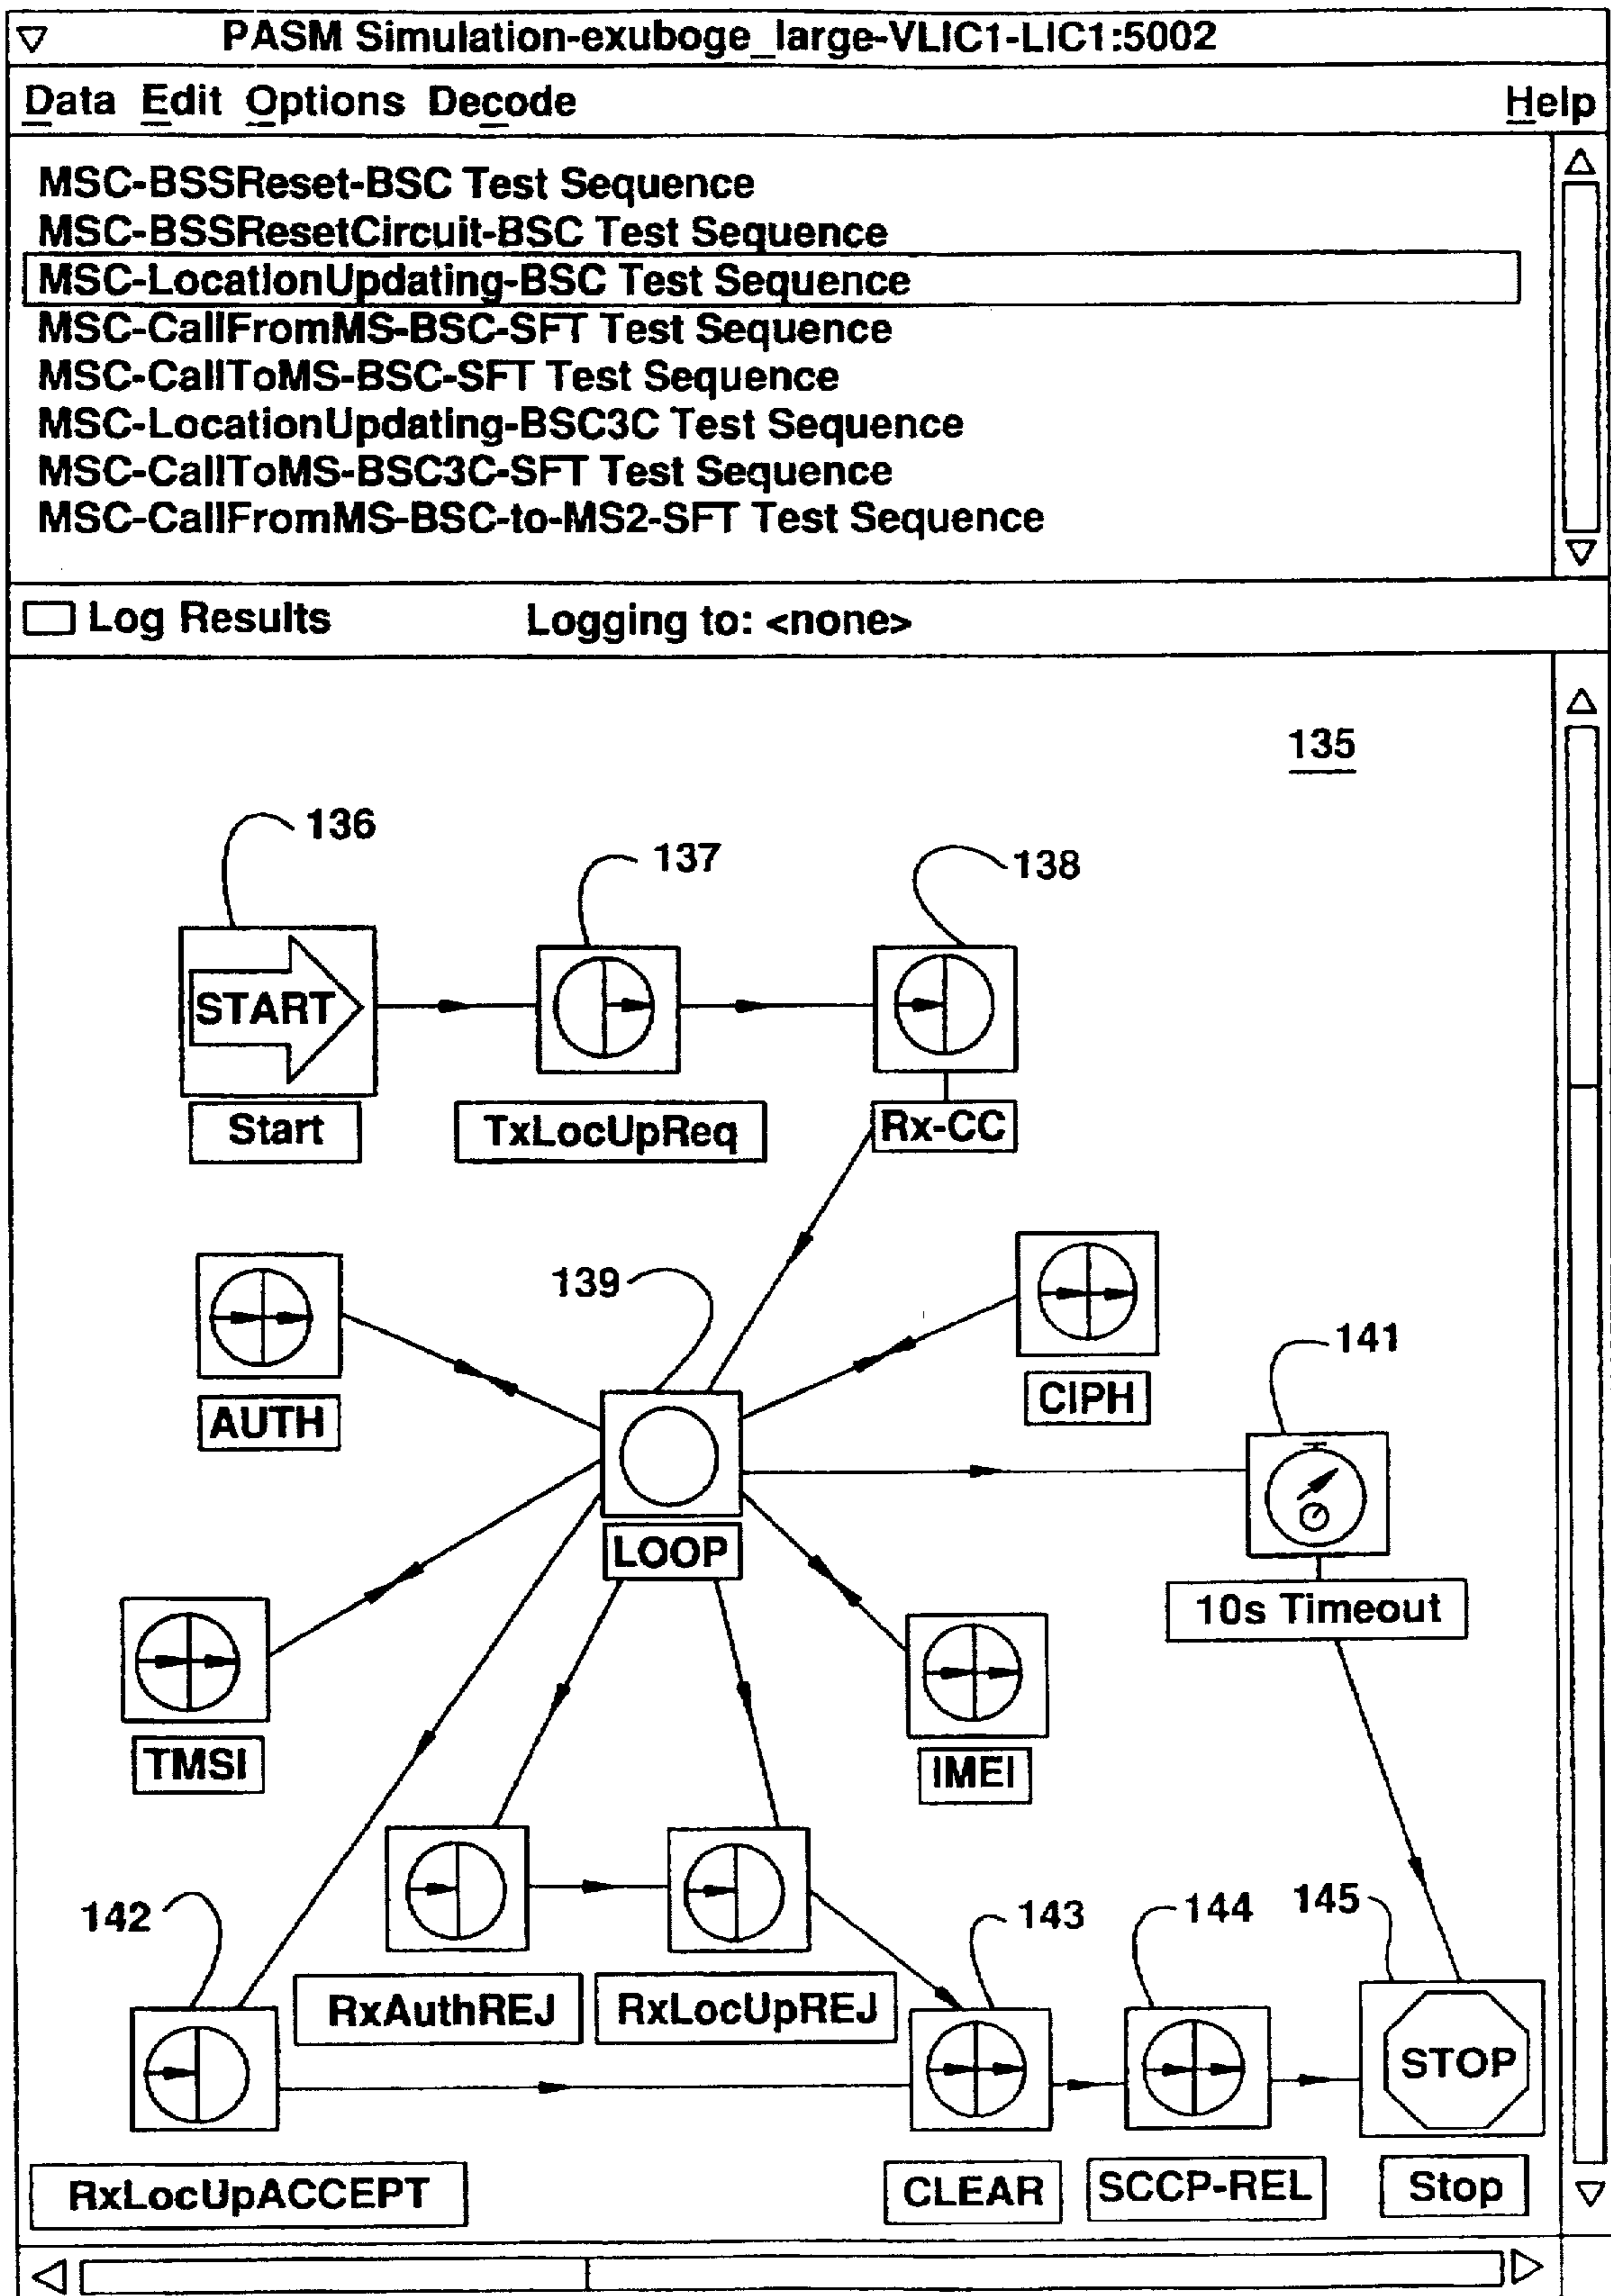 PASM Simulation-exuboge_large-VLIC1-LIC1:5002
Data Edit Options Decode Help
MSC-BSSReset-BSC Test Sequence
MSC-BSSResetCircuit-BSC Test Sequence
MSC-LocationUpdating-BSC Test Sequence
MSC-CallFromMS-BSC-SFT Test Sequence
MSC-CallToMS-BSC-SFT Test Sequence
MSC-LocationUpdating-BSC3C Test Sequence
MSC-CallToMS-BSC3C-SFT Test Sequence
MSC-CallFromMS-BSC-to-MS2-SFT Test Sequence
Log Results Logging to: <none>
135
136
137
138
START
Start
TxLocUpReq
Rx-CC
139
141
AUTH
CIPH
LOOP
10s Timeout
TMSI
IMEI
142
143
144
145
RxAuthREJ
RxLocUpREJ
STOP
RxLocUpACCEPT
CLEAR
SCCP-REL
Stop